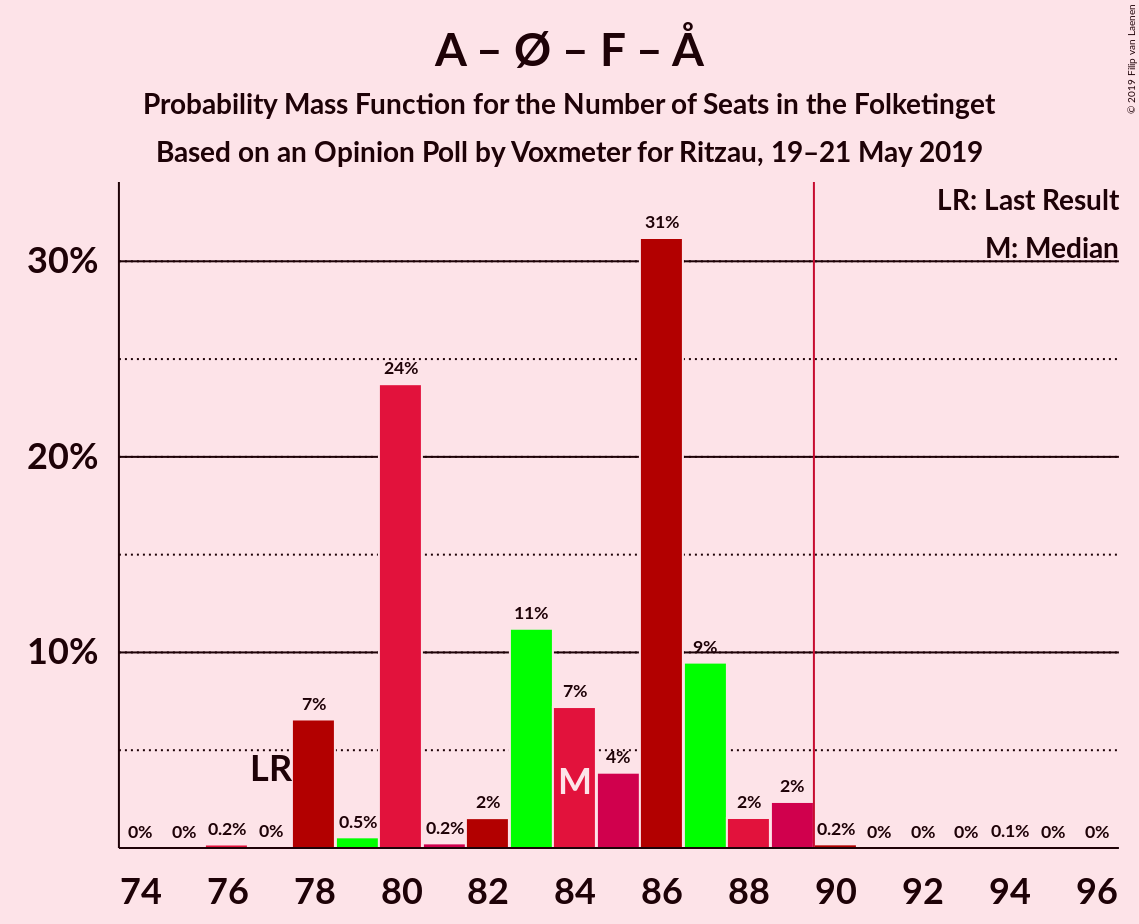 A – Ø – F – Å
Probability Mass Function for the Number of Seats in the Folketinget
Based on an Opinion Poll by Voxmeter for Ritzau, 19–21 May 2019
© 2019 Filip van Laenen
LR: Last Result
M: Median
30%
20%
10%
0% 0% 0.2% 0% 7% 0.5% 24% 0.2% 2% 11% 7% 4% 31% 9% 2% 2% 0.2% 0% 0% 0% 0.1% 0% 0%
LR
M
74 76 78 80 82 84 86 88 90 92 94 96